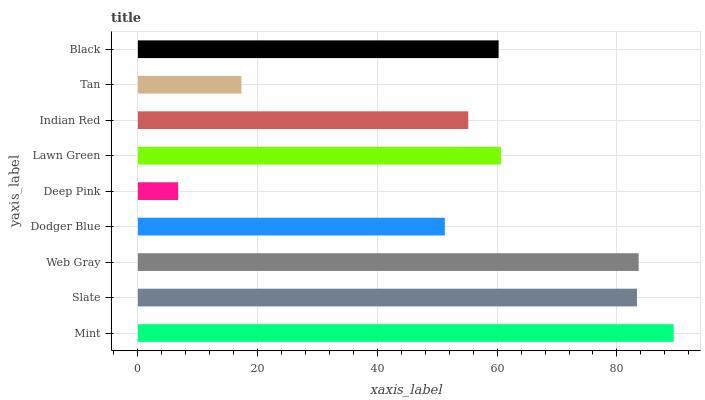 title
Black
Tan
Indian Red
Lawn Green
Deep Pink
Dodger Blue
Web Gray
Slate
Mint
yaxis_label
0 20 40 60 80
xaxis_label